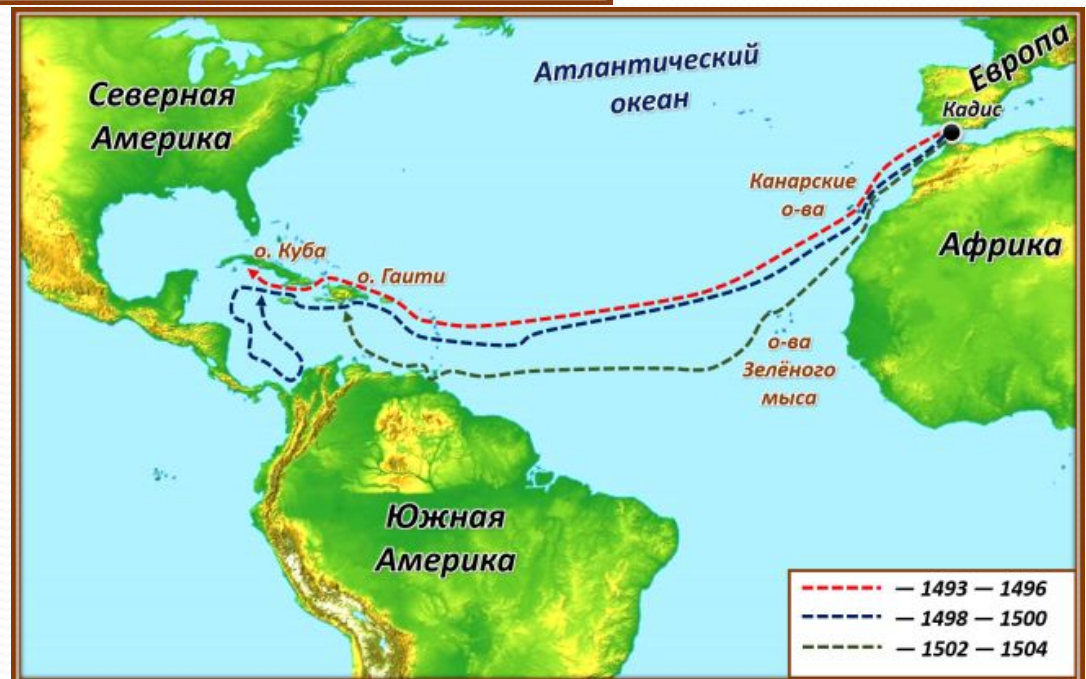 Северная
Америка
Атлантический
океан
Европа
Кадис
Канарские
о-ва
Африка
о. Куба
о. Гаити
о-ва
Зелёного
мыса
Южная
Америка
— 1493 — 1496
— 1498 — 1500
— 1502 — 1504